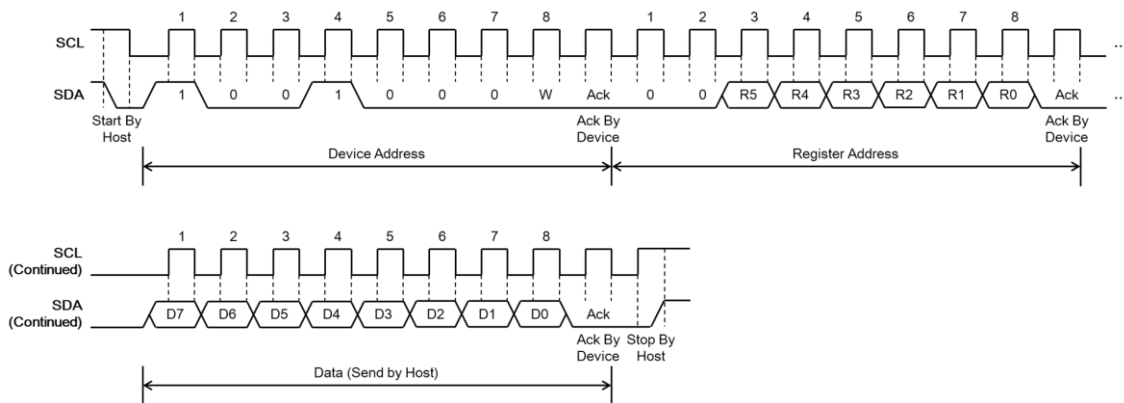 1 2 3 4 5 6 7 8 1 2 3 4 5 6 7 8
SCL ..
SDA 1 0 0 1 0 0 0 W Ack 0 0 R5 R4 R3 R2 R1 R0 Ack ..
Start By Ack By Ack By
Host Device Device
Device Address Register Address
1 2 3 4 5 6 7 8
SCL
(Continued)
SDA D7 D6 D5 D4 D3 D2 D1 D0 Ack
(Continued)
Ack By Stop By
Device Host
Data (Send by Host)